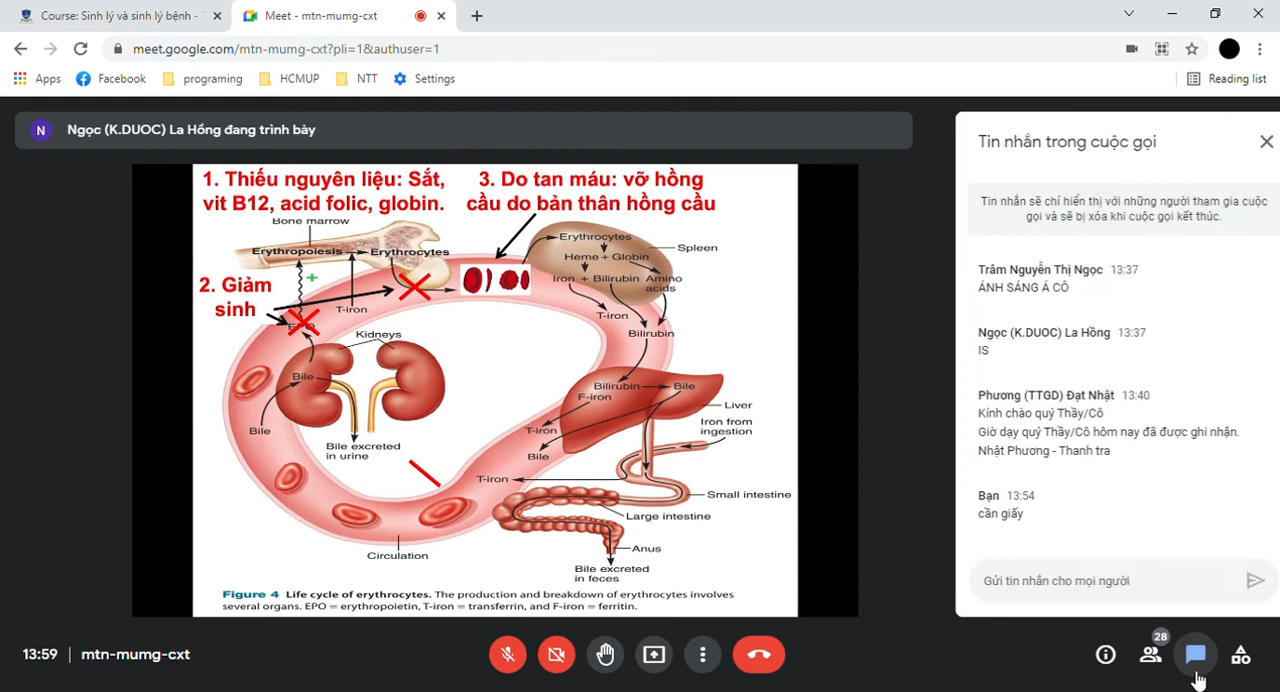 Course: Sinh lý và sinh lý bệnh -
Meet - mtn-mumg-cxt
meet.google.com/mtn-mumg-cxt?pli=1&authuser=1
Apps
Facebook
programing
HCMUP
NTT
Settings
Reading list
N
Ngọc (K.DUOC) La Hồng đang trình bày
1. Thiếu nguyên liệu: Sắt,
vit B12, acid folic, globin.
3. Do tan máu: vỡ hồng
cầu do bản thân hồng cầu
Bone marrow
Erythropoiesis
Erythrocytes
2. Giảm
sinh
+
T-iron
EPO
Kidneys
Bile
Bile
Bile excreted
in urine
Erythrocytes
Spleen
Heme + Globin
Iron + Bilirubin
Amino
acids
T-iron
Bilirubin
Bilirubin
Bile
F-iron
Liver
T-iron
Bile
Iron from
ingestion
T-iron
Small intestine
Large intestine
Anus
Bile excreted
in feces
Circulation
Figure 4 Life cycle of erythrocytes. The production and breakdown of erythrocytes involves
several organs. EPO = erythropoietin, T-iron = transferrin, and F-iron = ferritin.
Tin nhắn trong cuộc gọi
Tin nhắn sẽ chỉ hiển thị với những người tham gia cuộc
gọi và sẽ bị xóa khi cuộc gọi kết thúc.
Trâm Nguyễn Thị Ngọc 13:37
ÁNH SÁNG Á CÔ
Ngọc (K.DUOC) La Hồng 13:37
IS
Phương (TTGD) Đạt Nhật 13:40
Kính chào quý Thầy/Cô
Giờ dạy quý Thầy/Cô hôm nay đã được ghi nhận.
Nhật Phương - Thanh tra
Bạn 13:54
cần giấy
Gửi tin nhắn cho mọi người
13:59 | mtn-mumg-cxt
28